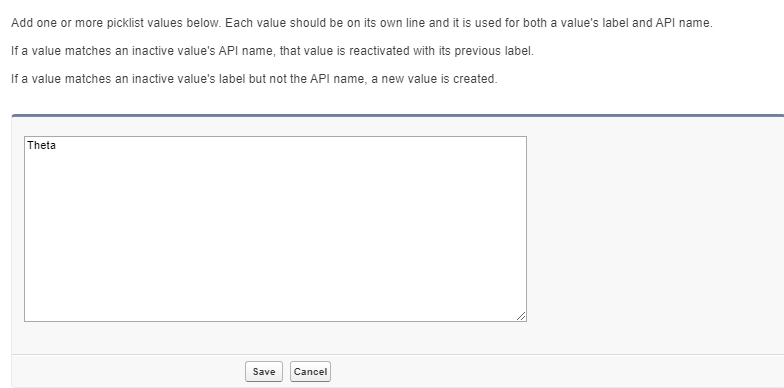 Add one or more picklist values below. Each value should be on its own line and it is used for both a value's label and API name.
If a value matches an inactive value's API name, that value is reactivated with its previous label.
If a value matches an inactive value's label but not the API name, a new value is created.
Theta
Save Cancel